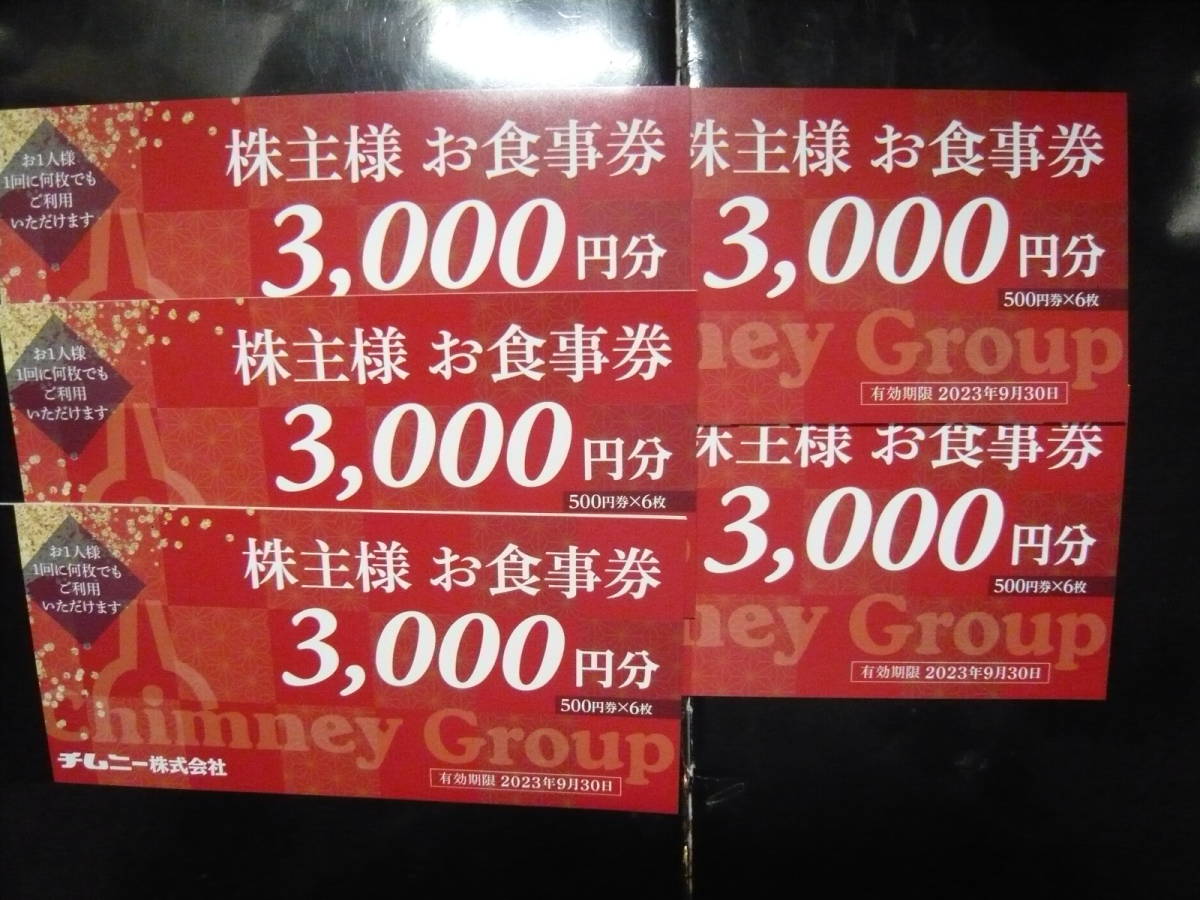 お1人様
1回に何枚でも
ご利用
いただけます
株主様 お食事券
3,000円分
お1人様
1回に何枚でも
ご利用
いただけます
株主様 お食事券
3,000円分
500円券×6枚
お1人様
1回に何枚でも
ご利用
いただけます
株主様 お食事券
3,000円分
500円券×6枚
Chimney Group
チムニー株式会社
有効期限 2023年9月30日
株主様 お食事券
3,000円分
500円券×6枚
ney Group
有効期限 2023年9月30日
株主様 お食事券
3,000円分
500円券×6枚
ney Group
有効期限 2023年9月30日